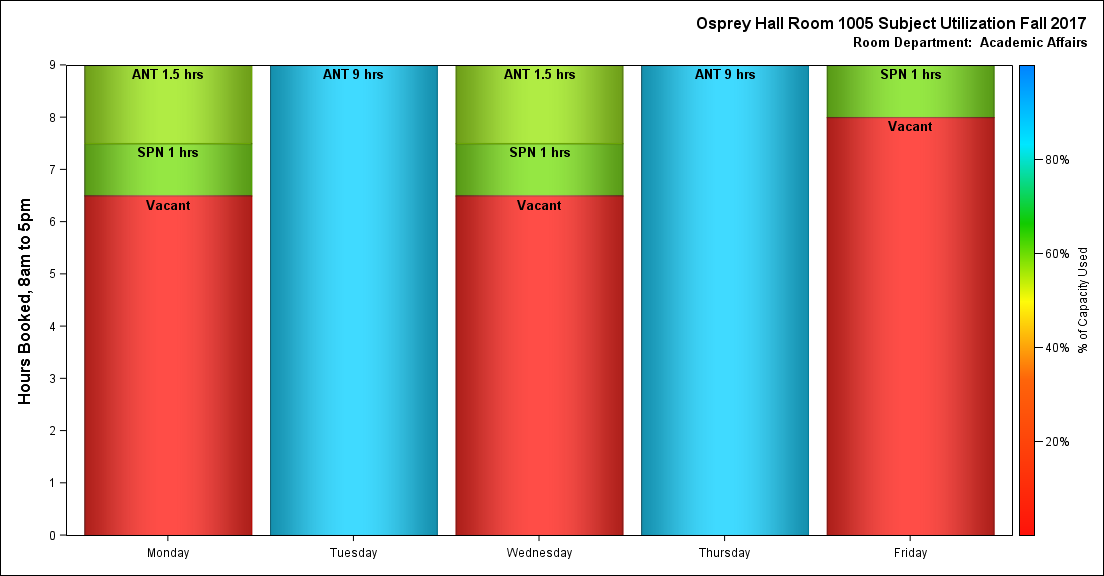 Osprey Hall Room 1005 Subject Utilization Fall 2017
Room Department: Academic Affairs
Hours Booked, 8am to 5pm
9
8
7
6
5
4
3
2
1
0
ANT 1.5 hrs
SPN 1 hrs
Vacant
ANT 9 hrs
ANT 1.5 hrs
SPN 1 hrs
Vacant
ANT 9 hrs
SPN 1 hrs
Vacant
Monday
Tuesday
Wednesday
Thursday
Friday
80%
60%
40%
20%
% of Capacity Used